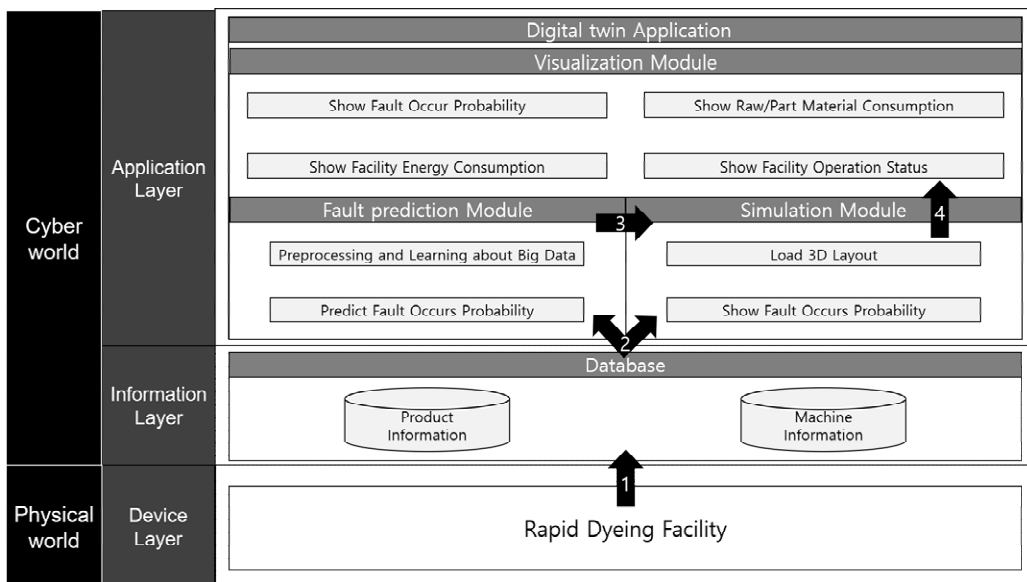 Digital twin Application
Visualization Module
Show Fault Occur Probability
Show Raw/Part Material Consumption
Show Facility Energy Consumption
Show Facility Operation Status
Application
Layer
Fault prediction Module
3
Simulation Module
4
Preprocessing and Learning about Big Data
Load 3D Layout
Predict Fault Occurs Probability
Show Fault Occurs Probability
2
Cyber
world
Database
Information
Layer
Product
Information
Machine
Information
1
Physical
world
Device
Layer
Rapid Dyeing Facility